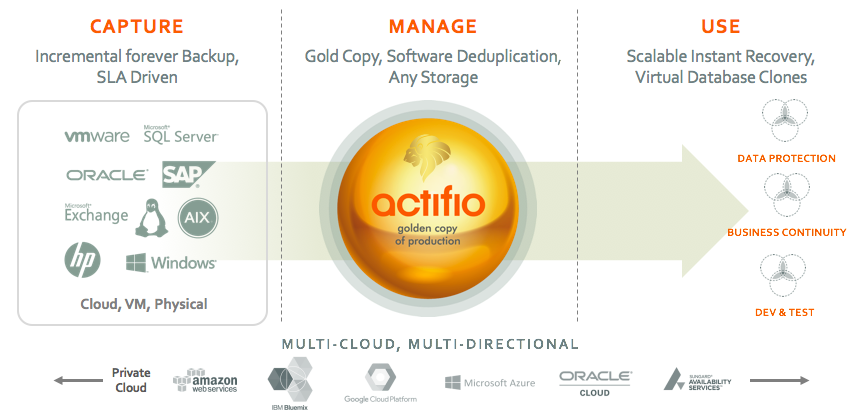 CAPTURE
Incremental forever Backup,
SLA Driven
MANAGE
Gold Copy, Software Deduplication,
Any Storage
USE
Scalable Instant Recovery,
Virtual Database Clones
vmware
Microsoft®
SQL Server®
ORACLE®
SAP®
Microsoft®
Exchange
AIX
hp
Windows®
Cloud, VM, Physical
actifio
golden copy
of production
DATA PROTECTION
BUSINESS CONTINUITY
DEV & TEST
MULTI-CLOUD, MULTI-DIRECTIONAL
Private
Cloud
amazon
web services
IBM Bluemix
Google Cloud Platform
Microsoft Azure
ORACLE®
CLOUD
SUNGARD®
AVAILABILITY
SERVICES™